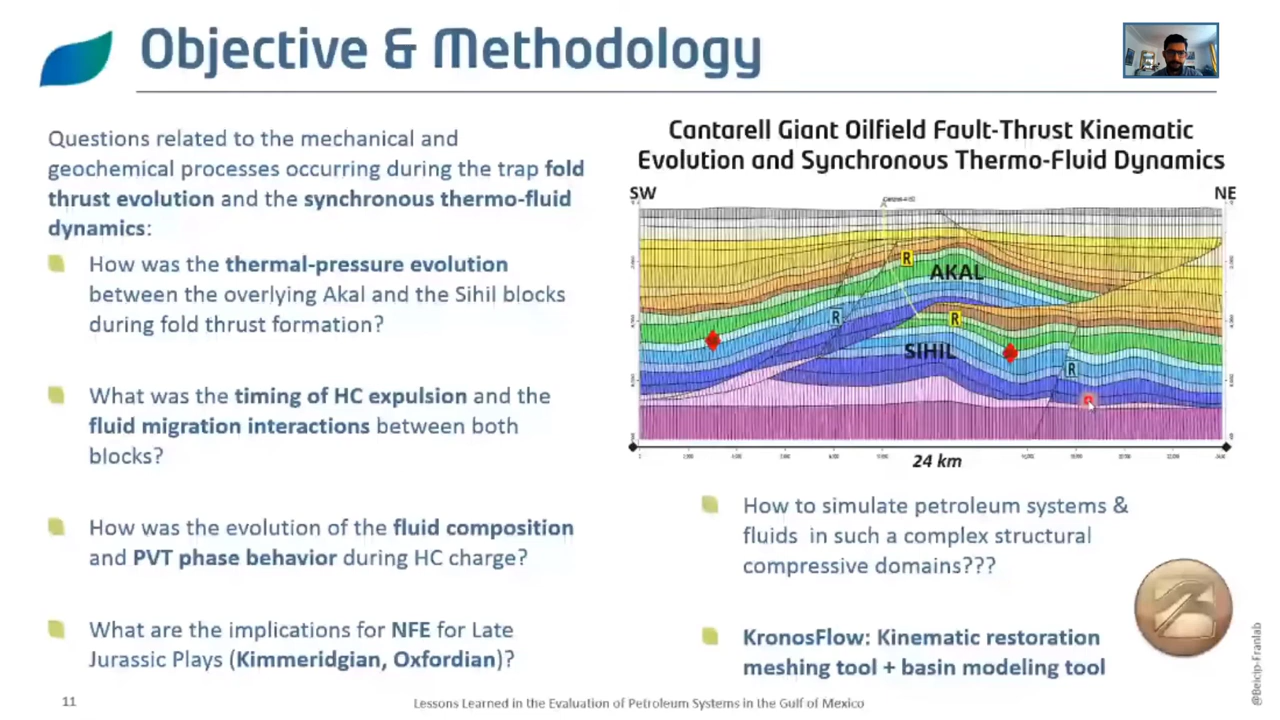 Objective & Methodology
Questions related to the mechanical and
geochemical processes occurring during the trap fold
thrust evolution and the synchronous thermo-fluid
dynamics:
How was the thermal-pressure evolution
between the overlying Akal and the Sihil blocks
during fold thrust formation?
What was the timing of HC expulsion and the
fluid migration interactions between both
blocks?
How was the evolution of the fluid composition
and PVT phase behavior during HC charge?
What are the implications for NFE for Late
Jurassic Plays (Kimmeridgian, Oxfordian)?
Cantarell Giant Oilfield Fault-Thrust Kinematic
Evolution and Synchronous Thermo-Fluid Dynamics
SW
NE
R
AKAL
R
R
SIHIL
R
24 km
How to simulate petroleum systems &
fluids in such a complex structural
compressive domains???
KronosFlow: Kinematic restoration
meshing tool + basin modeling tool
@Beicip-Franlab
11
Lessons Learned in the Evaluation of Petroleum Systems in the Gulf of Mexico